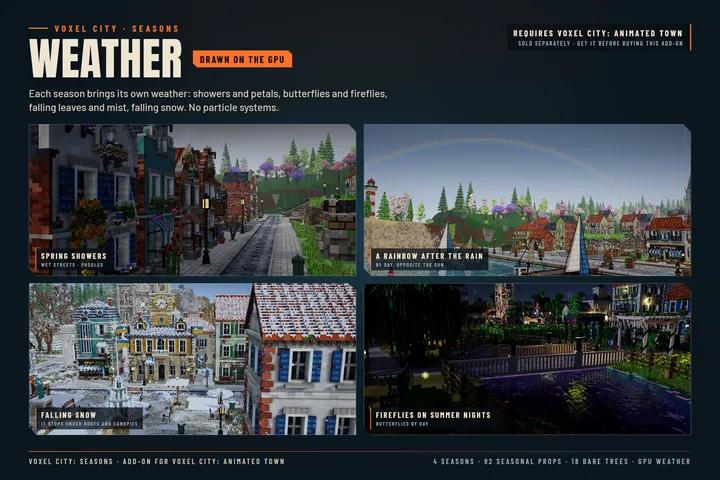 VOXEL CITY · SEASONS
WEATHER
DRAWN ON THE GPU
REQUIRES VOXEL CITY: ANIMATED TOWN
SOLD SEPARATELY · GET IT BEFORE BUYING THIS ADD-ON
Each season brings its own weather: showers and petals, butterflies and fireflies,
falling leaves and mist, falling snow. No particle systems.
SPRING SHOWERS
WET STREETS · PUDDLES
A RAINBOW AFTER THE RAIN
BY DAY, OPPOSITE THE SUN
FALLING SNOW
IT STOPS UNDER ROOFS AND CANOPIES
FIREFLIES ON SUMMER NIGHTS
BUTTERFLIES BY DAY
VOXEL CITY: SEASONS · ADD-ON FOR VOXEL CITY: ANIMATED TOWN
4 SEASONS · 92 SEASONAL PROPS · 18 BARE TREES · GPU WEATHER